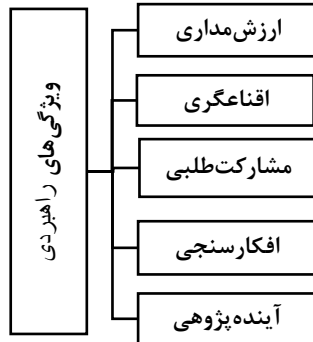 ویژگی‌های راهبردی
ارزش‌مداری
اقناعگری
مشارکت‌طلبی
افکارسنجی
آینده‌پژوهی